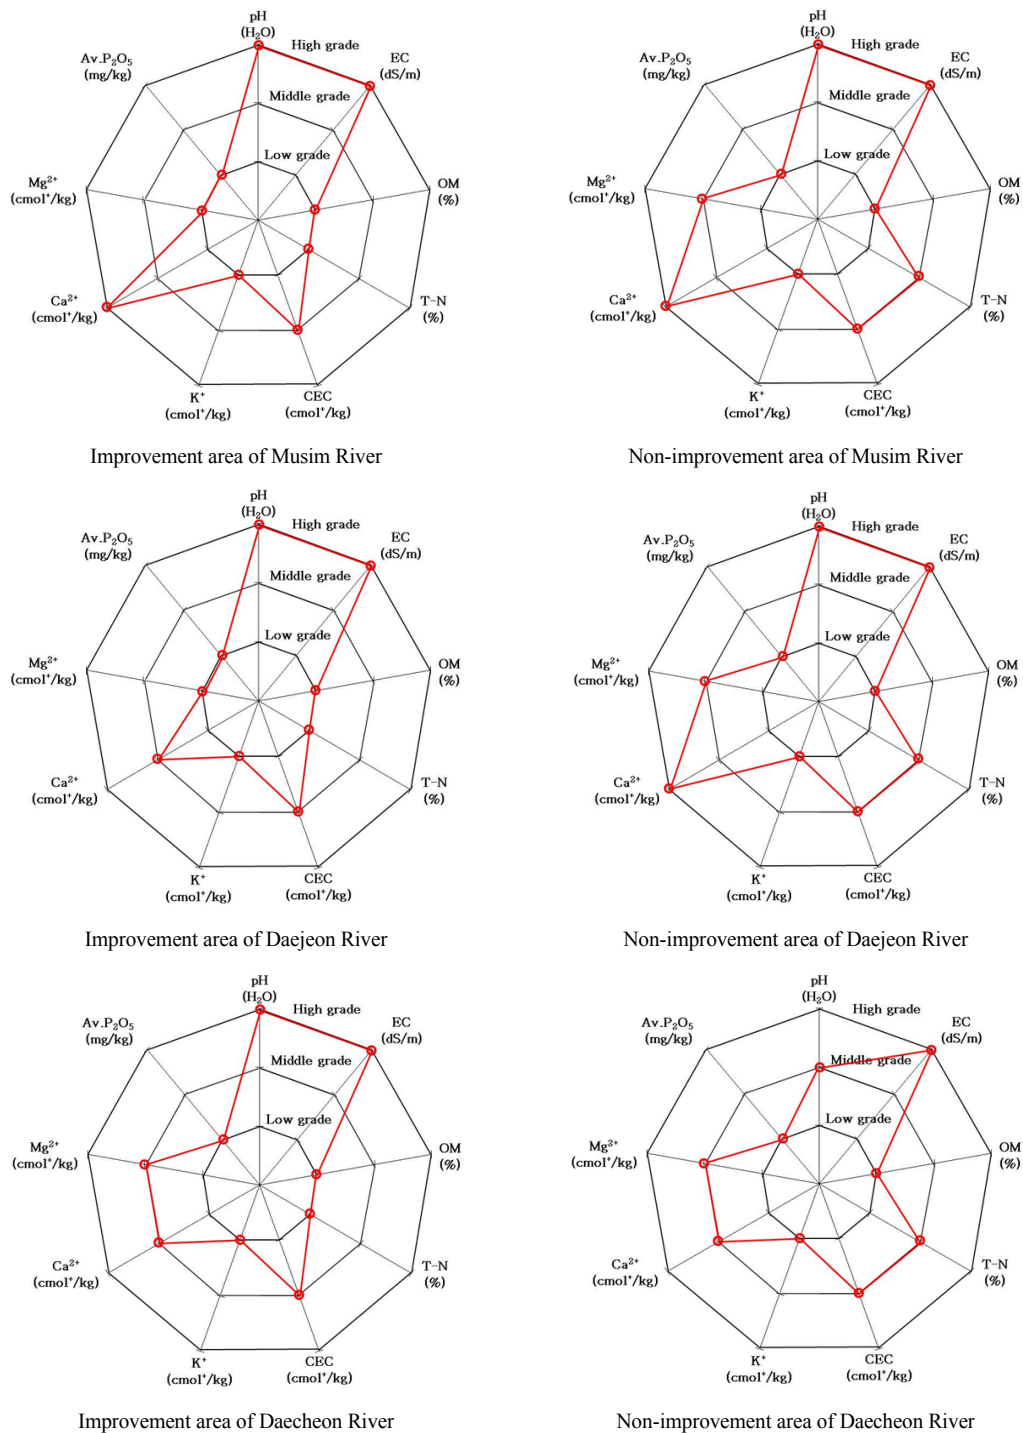 pH
(H₂O)
High grade
EC
(dS/m)
Av.P₂O₅
(mg/kg)
Middle grade
Low grade
Mg²⁺
(cmol⁺/kg)
OM
(%)
Ca²⁺
(cmol⁺/kg)
T-N
(%)
K⁺
(cmol⁺/kg)
CEC
(cmol⁺/kg)
Improvement area of Musim River
pH
(H₂O)
High grade
EC
(dS/m)
Av.P₂O₅
(mg/kg)
Middle grade
Low grade
Mg²⁺
(cmol⁺/kg)
OM
(%)
Ca²⁺
(cmol⁺/kg)
T-N
(%)
K⁺
(cmol⁺/kg)
CEC
(cmol⁺/kg)
Non-improvement area of Musim River
pH
(H₂O)
High grade
EC
(dS/m)
Av.P₂O₅
(mg/kg)
Middle grade
Low grade
Mg²⁺
(cmol⁺/kg)
OM
(%)
Ca²⁺
(cmol⁺/kg)
T-N
(%)
K⁺
(cmol⁺/kg)
CEC
(cmol⁺/kg)
Improvement area of Daejeon River
pH
(H₂O)
High grade
EC
(dS/m)
Av.P₂O₅
(mg/kg)
Middle grade
Low grade
Mg²⁺
(cmol⁺/kg)
OM
(%)
Ca²⁺
(cmol⁺/kg)
T-N
(%)
K⁺
(cmol⁺/kg)
CEC
(cmol⁺/kg)
Non-improvement area of Daejeon River
pH
(H₂O)
High grade
EC
(dS/m)
Av.P₂O₅
(mg/kg)
Middle grade
Low grade
Mg²⁺
(cmol⁺/kg)
OM
(%)
Ca²⁺
(cmol⁺/kg)
T-N
(%)
K⁺
(cmol⁺/kg)
CEC
(cmol⁺/kg)
Improvement area of Daecheon River
pH
(H₂O)
High grade
EC
(dS/m)
Av.P₂O₅
(mg/kg)
Middle grade
Low grade
Mg²⁺
(cmol⁺/kg)
OM
(%)
Ca²⁺
(cmol⁺/kg)
T-N
(%)
K⁺
(cmol⁺/kg)
CEC
(cmol⁺/kg)
Non-improvement area of Daecheon River